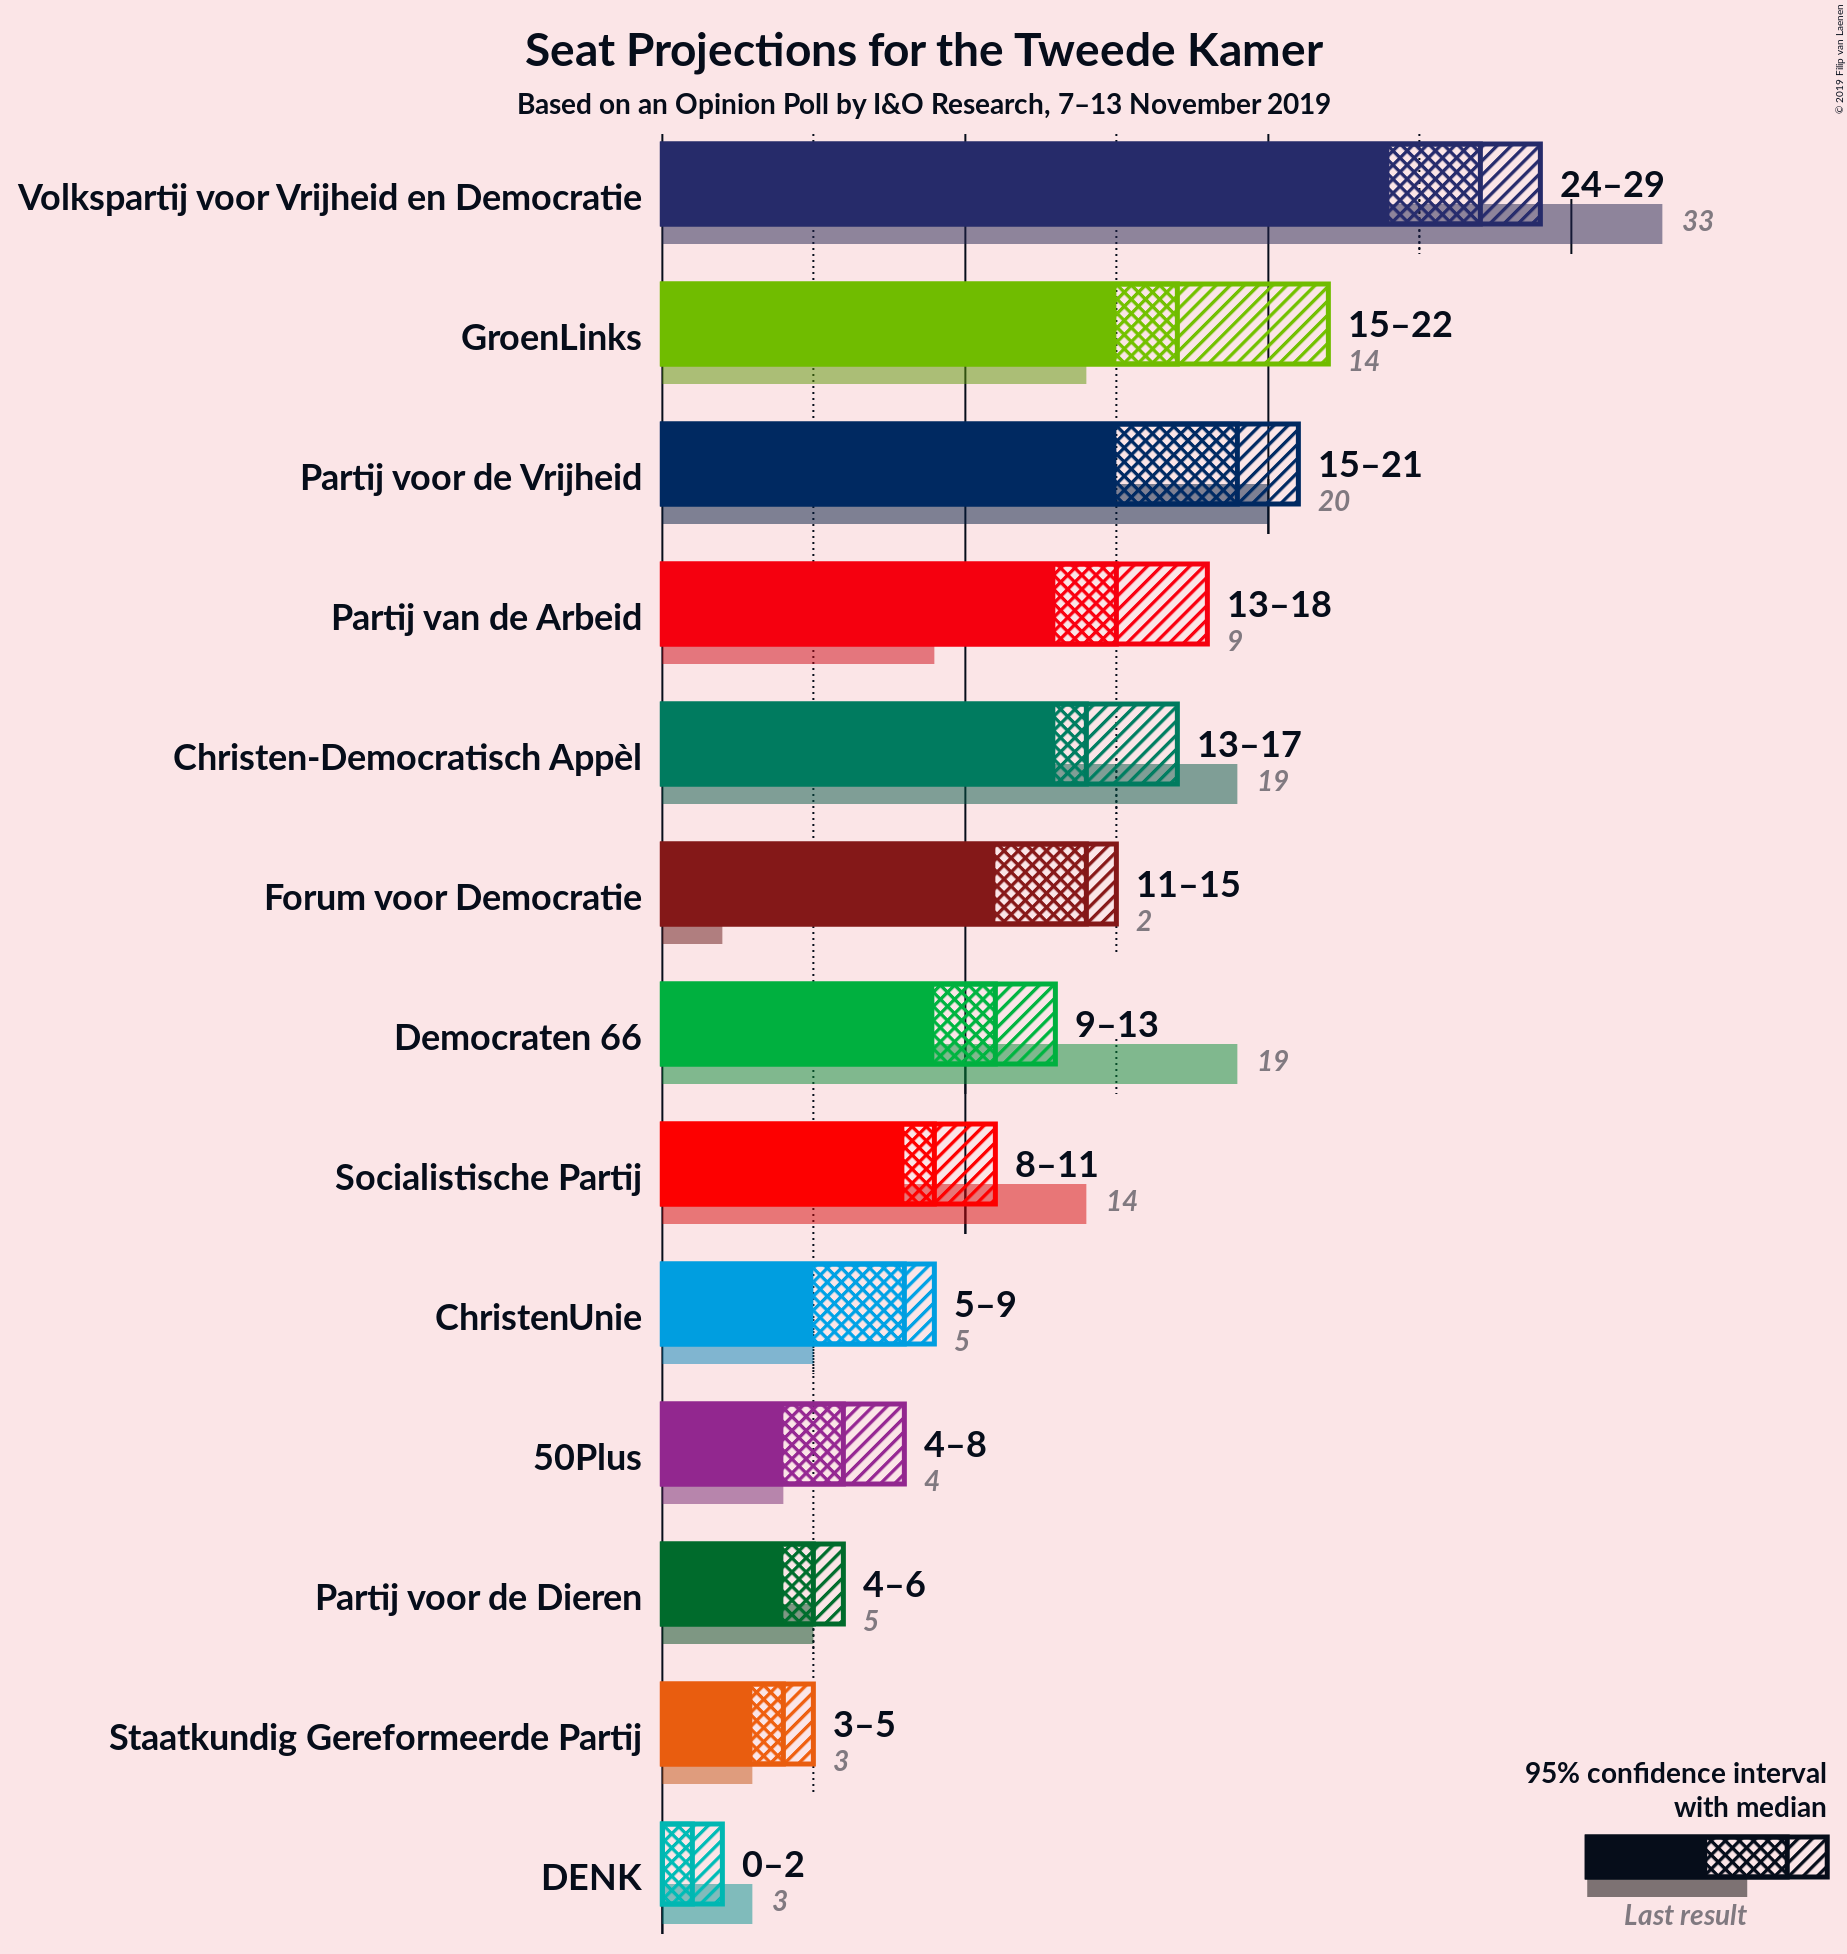 Seat Projections for the Tweede Kamer
Based on an Opinion Poll by I&O Research, 7–13 November 2019
© 2019 Filip van Laenen
Volkspartij voor Vrijheid en Democratie
24–29
33
GroenLinks
15–22
14
Partij voor de Vrijheid
15–21
20
Partij van de Arbeid
13–18
9
Christen-Democratisch Appèl
13–17
19
Forum voor Democratie
11–15
2
Democraten 66
9–13
19
Socialistische Partij
8–11
14
ChristenUnie
5–9
5
50Plus
4–8
4
Partij voor de Dieren
4–6
5
Staatkundig Gereformeerde Partij
3–5
3
DENK
0–2
3
95% confidence interval
with median
Last result